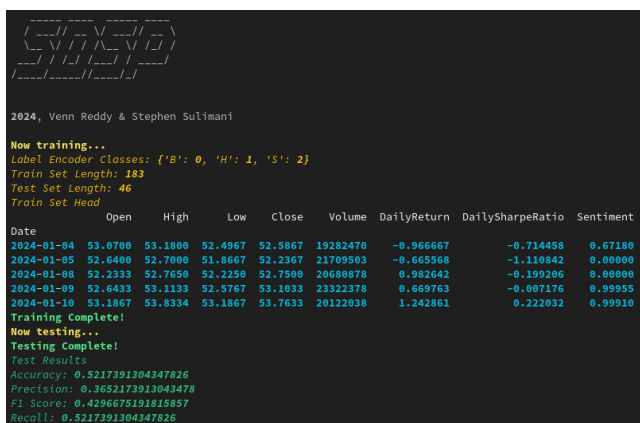 SDSP
2024, Venn Reddy & Stephen Sulimani
Now training...
Label Encoder Classes: {'B': 0, 'H': 1, 'S': 2}
Train Set Length: 183
Test Set Length: 46
Train Set Head
Open High Low Close Volume DailyReturn DailySharpeRatio Sentiment
Date
2024-01-04 53.0700 53.1800 52.4967 52.5867 19282470 -0.966667 -0.714458 0.67180
2024-01-05 52.6400 52.7000 51.8667 52.2367 21709503 -0.665568 -1.110842 0.00000
2024-01-08 52.2333 52.7650 52.2250 52.7500 20680878 0.982642 -0.199206 0.00000
2024-01-09 52.6433 53.1133 52.5767 53.1033 23322378 0.669763 -0.007176 0.99955
2024-01-10 53.1867 53.8334 53.1867 53.7633 20122038 1.242861 0.222032 0.99910
Training Complete!
Now testing...
Testing Complete!
Test Results
Accuracy: 0.5217391304347826
Precision: 0.3652173913043478
F1 Score: 0.4296675191815857
Recall: 0.5217391304347826